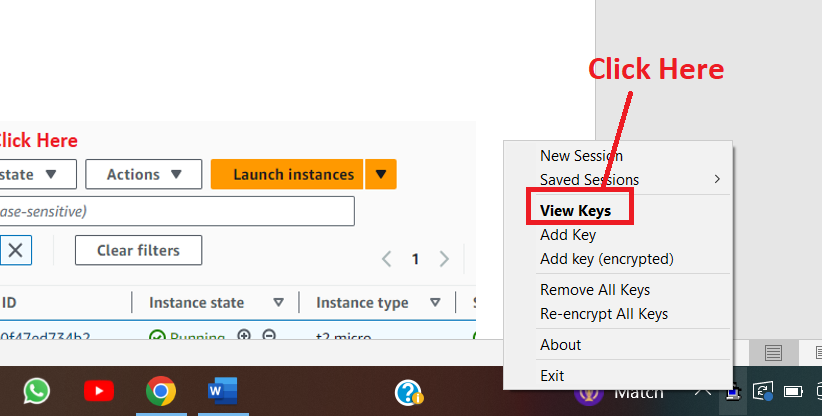 Click Here
Click Here
state
Actions
Launch instances
ase-sensitive)
Clear filters
1
ID
Instance state
Instance type
0f47ed734b2
Running
t2.micro
New Session
Saved Sessions
View Keys
Add Key
Add key (encrypted)
Remove All Keys
Re-encrypt All Keys
About
Exit
Match